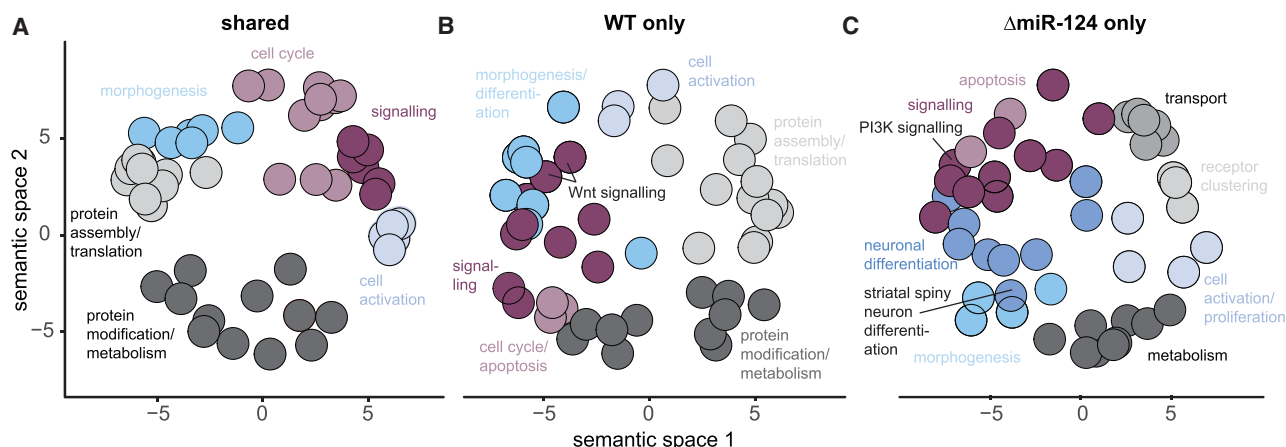 A
shared
B
WT only
C
ΔmiR-124 only
semantic space 2
5
0
−5
cell cycle
morphogenesis
signalling
protein
assembly/
translation
cell
activation
protein
modification/
metabolism
−5
0
5
morphogenesis/
differenti-
ation
cell
activation
protein
assembly/
translation
Wnt signalling
signal-
ling
cell cycle/
apoptosis
protein
modification/
metabolism
−5
0
5
semantic space 1
apoptosis
signalling
PI3K signalling
transport
receptor
clustering
neuronal
differentiation
striatal spiny
neuron
differenti-
ation
cell
activation/
proliferation
morphogenesis
metabolism
−5
0
5